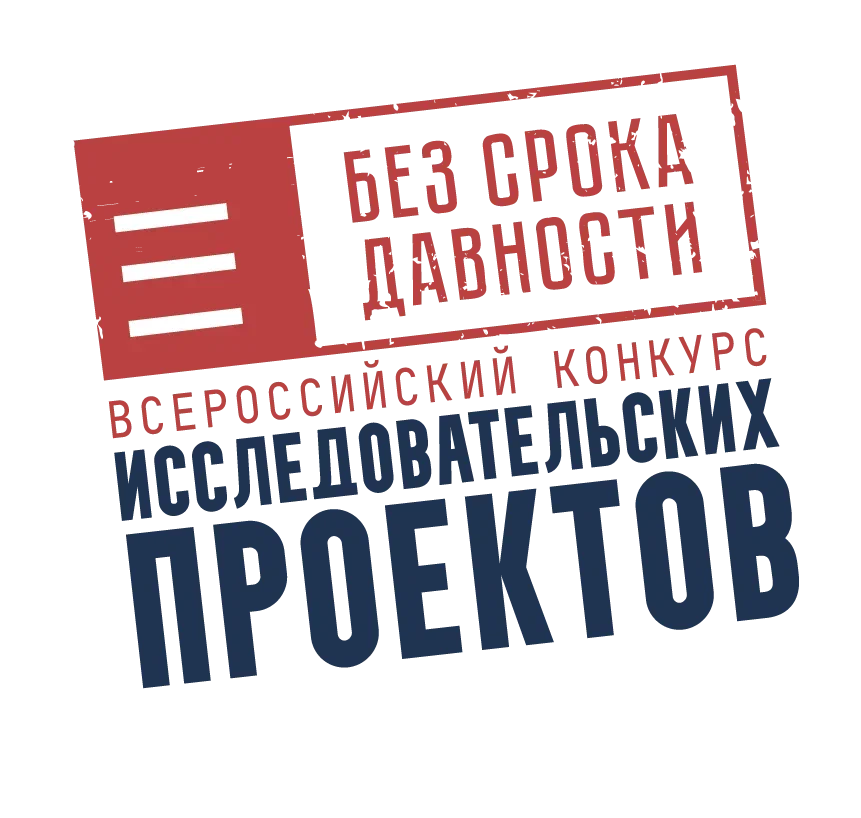 БЕЗ СРОКА
ДАВНОСТИ
ВСЕРОССИЙСКИЙ КОНКУРС
ИССЛЕДОВАТЕЛЬСКИХ
ПРОЕКТОВ